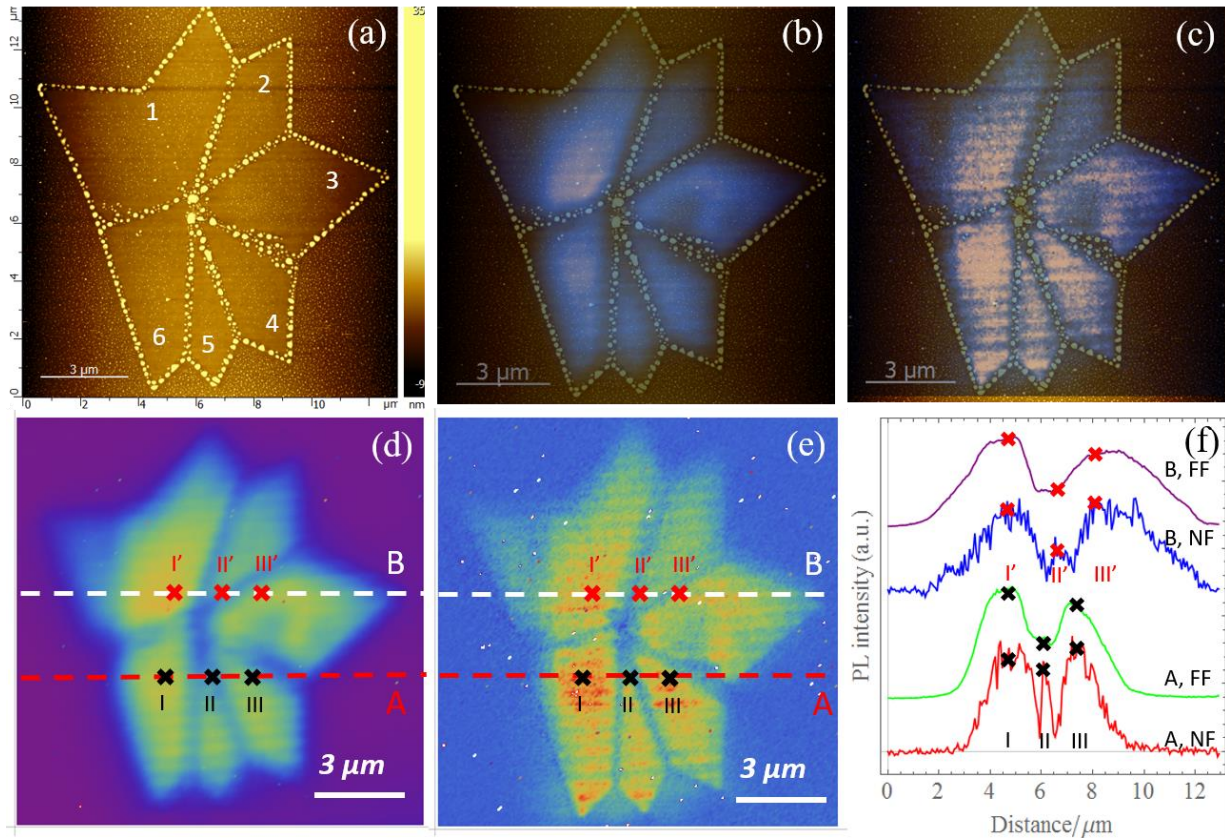 µm
12
10
8
6
4
2
0
0 2 4 6 8 10 µm
35
-9
nm
(a)
1
2
3
4
5
6
3 µm
(b)
3 µm
(c)
3 µm
(d)
I’ II’ III’
B
I II III
A
3 µm
(e)
I’ II’ III’
B
I II III
A
3 µm
(f)
PL intensity (a.u.)
B, FF
B, NF
I’ II’ III’
A, FF
A, NF
I II III
0 2 4 6 8 10 12
Distance/µm